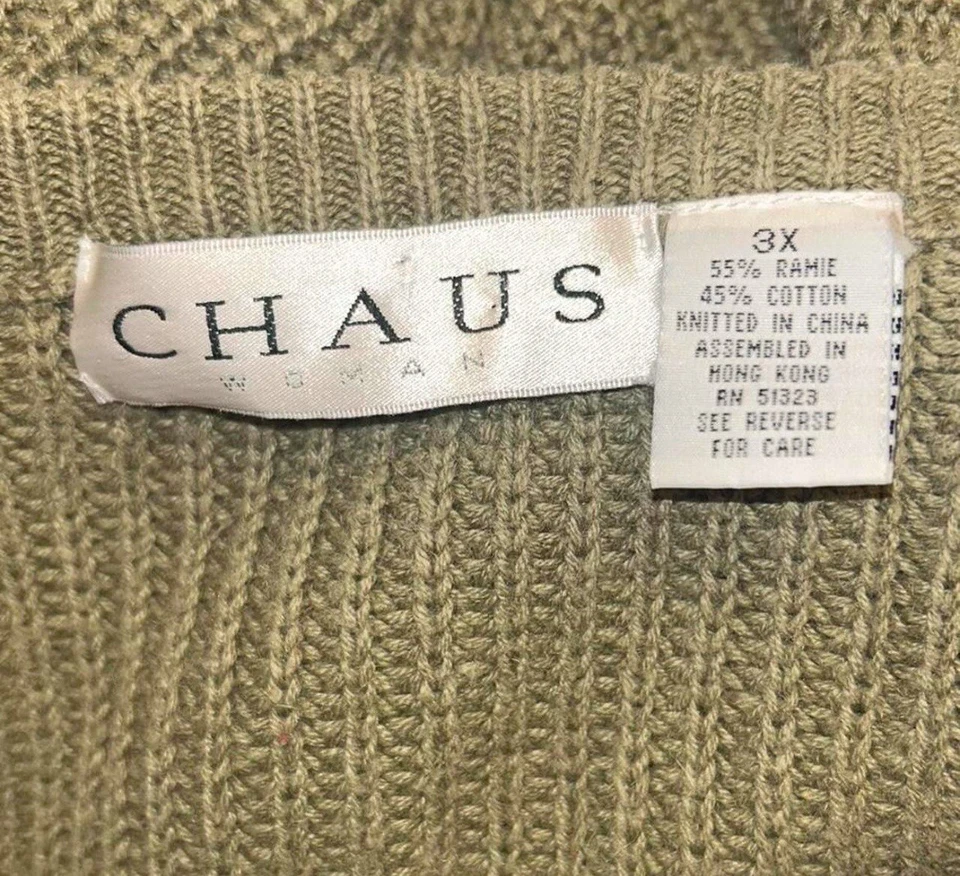 CHAUS
WOMAN
3X
55% RAMIE
45% COTTON
KNITTED IN CHINA
ASSEMBLED IN
HONG KONG
RN 51323
SEE REVERSE
FOR CARE